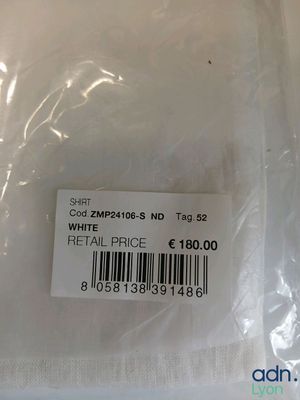 SHIRT
Cod. ZMP24106-S ND Tag. 52
WHITE
RETAIL PRICE € 180.00
8 058138 391486
adn.
Lyon